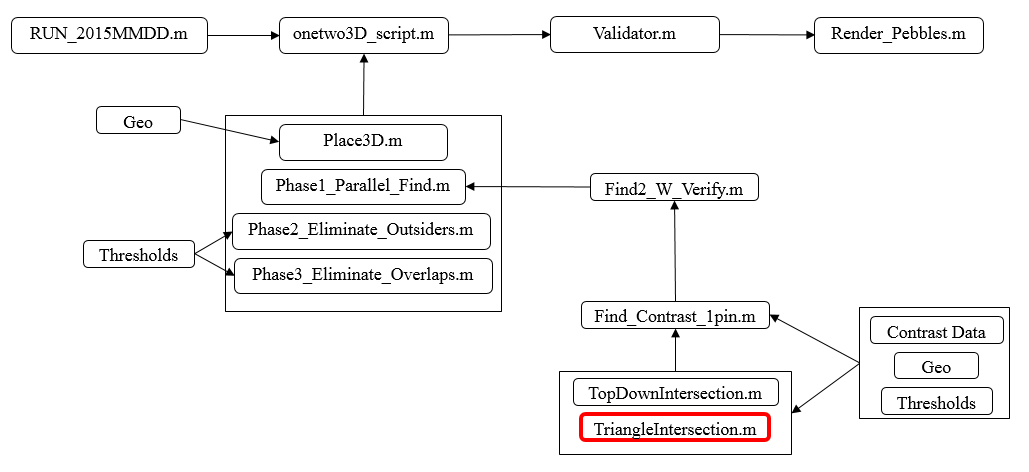 RUN_2015MMDD.m
onetwo3D_script.m
Validator.m
Render_Pebbles.m
Geo
Place3D.m
Phase1_Parallel_Find.m
Find2_W_Verify.m
Phase2_Eliminate_Outsiders.m
Thresholds
Phase3_Eliminate_Overlaps.m
Find_Contrast_1pin.m
Contrast Data
Geo
Thresholds
TopDownIntersection.m
TriangleIntersection.m